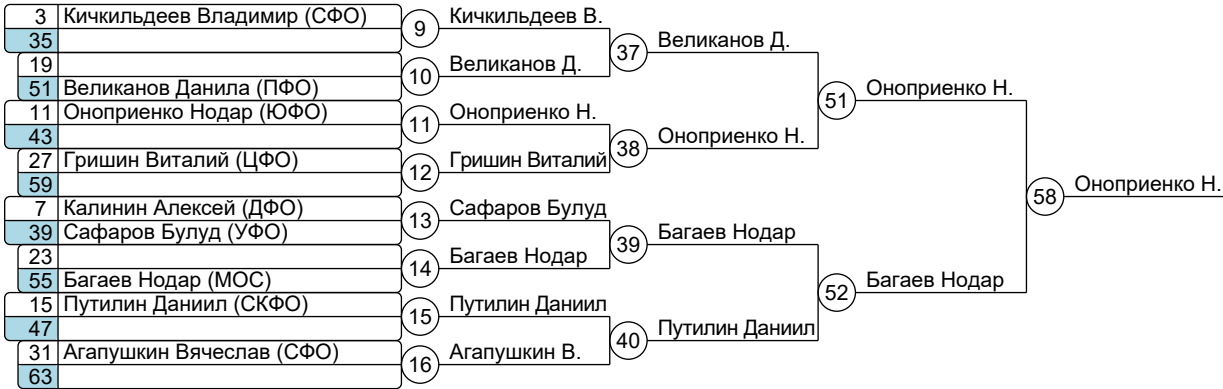 3 Кичкильдеев Владимир (СФО)
35
19
51 Великанов Данила (ПФО)
11 Оноприенко Нодар (ЮФО)
43
27 Гришин Виталий (ЦФО)
59
7 Калинин Алексей (ДФО)
39 Сафаров Булуд (УФО)
23
55 Багаев Нодар (МОС)
15 Путилин Даниил (СКФО)
47
31 Агапушкин Вячеслав (СФО)
63
9 Кичкильдеев В.
10 Великанов Д.
11 Оноприенко Н.
12 Гришин Виталий
13 Сафаров Булуд
14 Багаев Нодар
15 Путилин Даниил
16 Агапушкин В.
37 Великанов Д.
38 Оноприенко Н.
39 Багаев Нодар
40 Путилин Даниил
51 Оноприенко Н.
52 Багаев Нодар
58 Оноприенко Н.